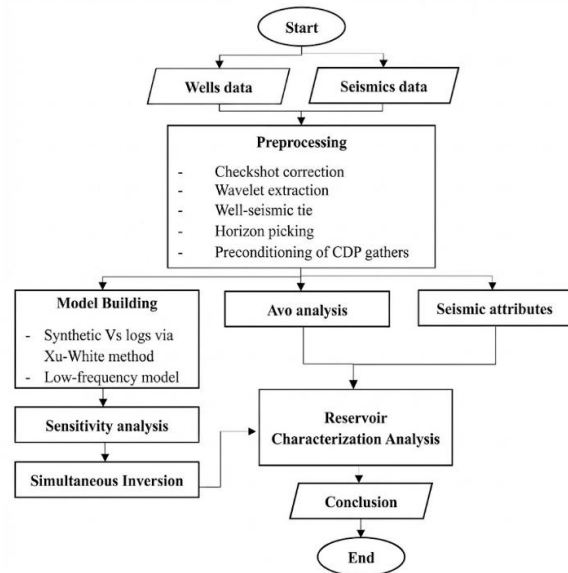 Start
Wells data
Seismics data
Preprocessing
- Checkshot correction
- Wavelet extraction
- Well-seismic tie
- Horizon picking
- Preconditioning of CDP gathers
Model Building
- Synthetic Vs logs via
Xu-White method
- Low-frequency model
Avo analysis
Seismic attributes
Sensitivity analysis
Simultaneous Inversion
Reservoir
Characterization Analysis
Conclusion
End